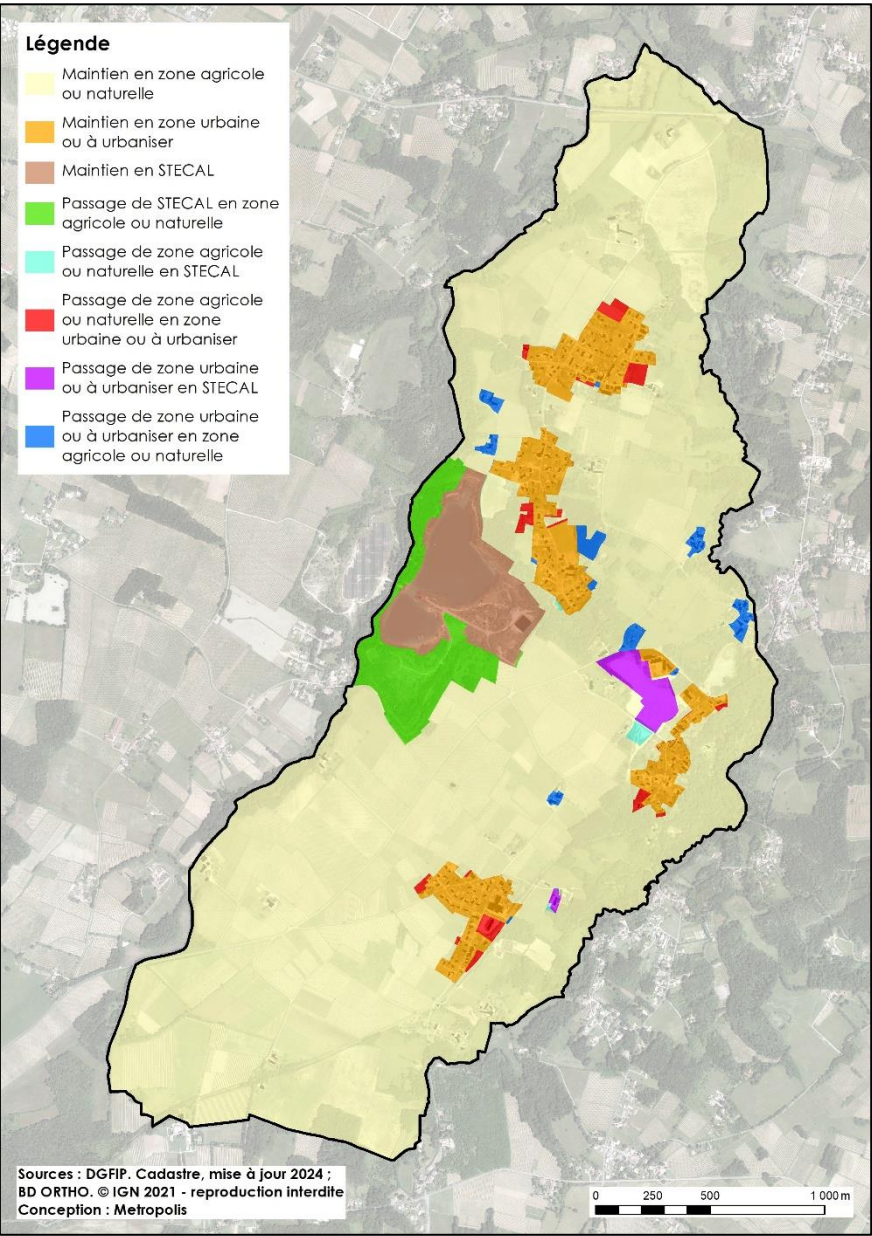 Légende
Maintien en zone agricole
ou naturelle
Maintien en zone urbaine
ou à urbaniser
Maintien en STECAL
Passage de STECAL en zone
agricole ou naturelle
Passage de zone agricole
ou naturelle en STECAL
Passage de zone agricole
ou naturelle en zone
urbaine ou à urbaniser
Passage de zone urbaine
ou à urbaniser en STECAL
Passage de zone urbaine
ou à urbaniser en zone
agricole ou naturelle
Sources : DGFIP. Cadastre, mise à jour 2024 ;
BD ORTHO. © IGN 2021 - reproduction interdite
Conception : Metropolis
0 250 500 1 000 m